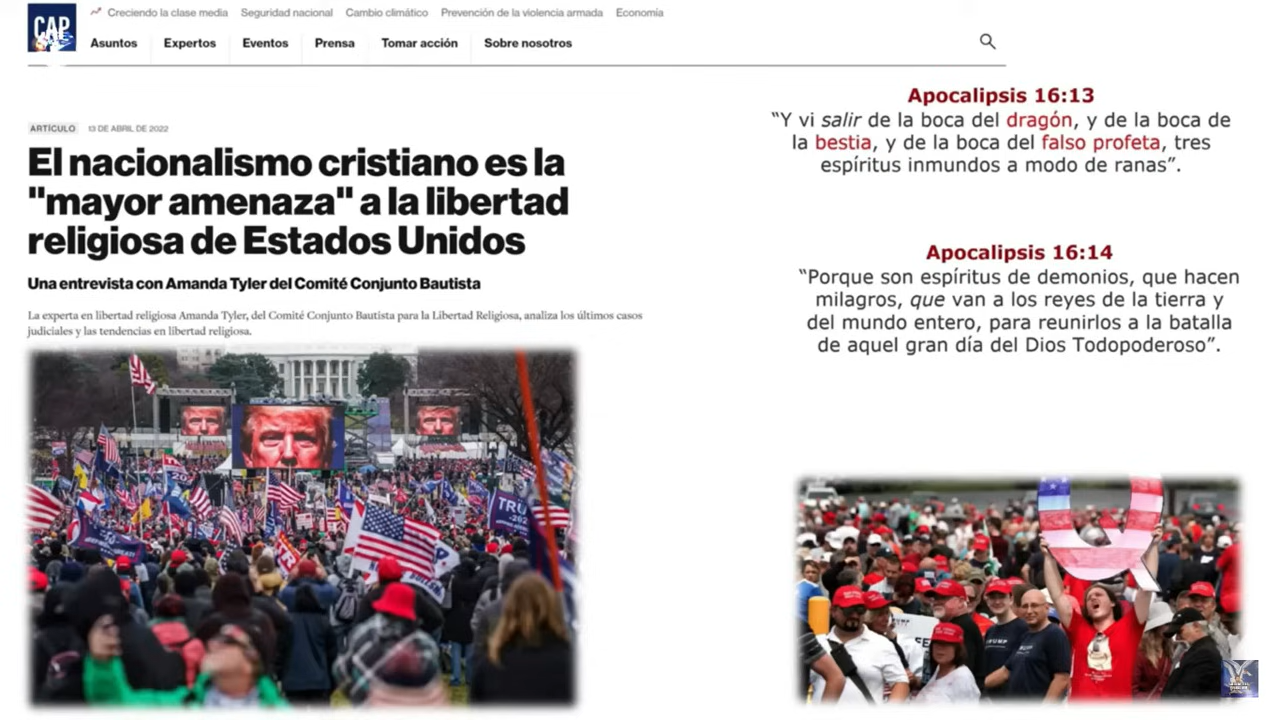 CAP
Creciendo la clase media Seguridad nacional Cambio climático Prevención de la violencia armada Economía
Asuntos Expertos Eventos Prensa Tomar acción Sobre nosotros
ARTÍCULO 13 DE ABRIL DE 2022
El nacionalismo cristiano es la
"mayor amenaza" a la libertad
religiosa de Estados Unidos
Una entrevista con Amanda Tyler del Comité Conjunto Bautista
La experta en libertad religiosa Amanda Tyler, del Comité Conjunto Bautista para la Libertad Religiosa, analiza los últimos casos
judiciales y las tendencias en libertad religiosa.
Apocalipsis 16:13
“Y vi salir de la boca del dragón, y de la boca de
la bestia, y de la boca del falso profeta, tres
espíritus inmundos a modo de ranas”.
Apocalipsis 16:14
“Porque son espíritus de demonios, que hacen
milagros, que van a los reyes de la tierra y
del mundo entero, para reunirlos a la batalla
de aquel gran día del Dios Todopoderoso”.
TRU
Q